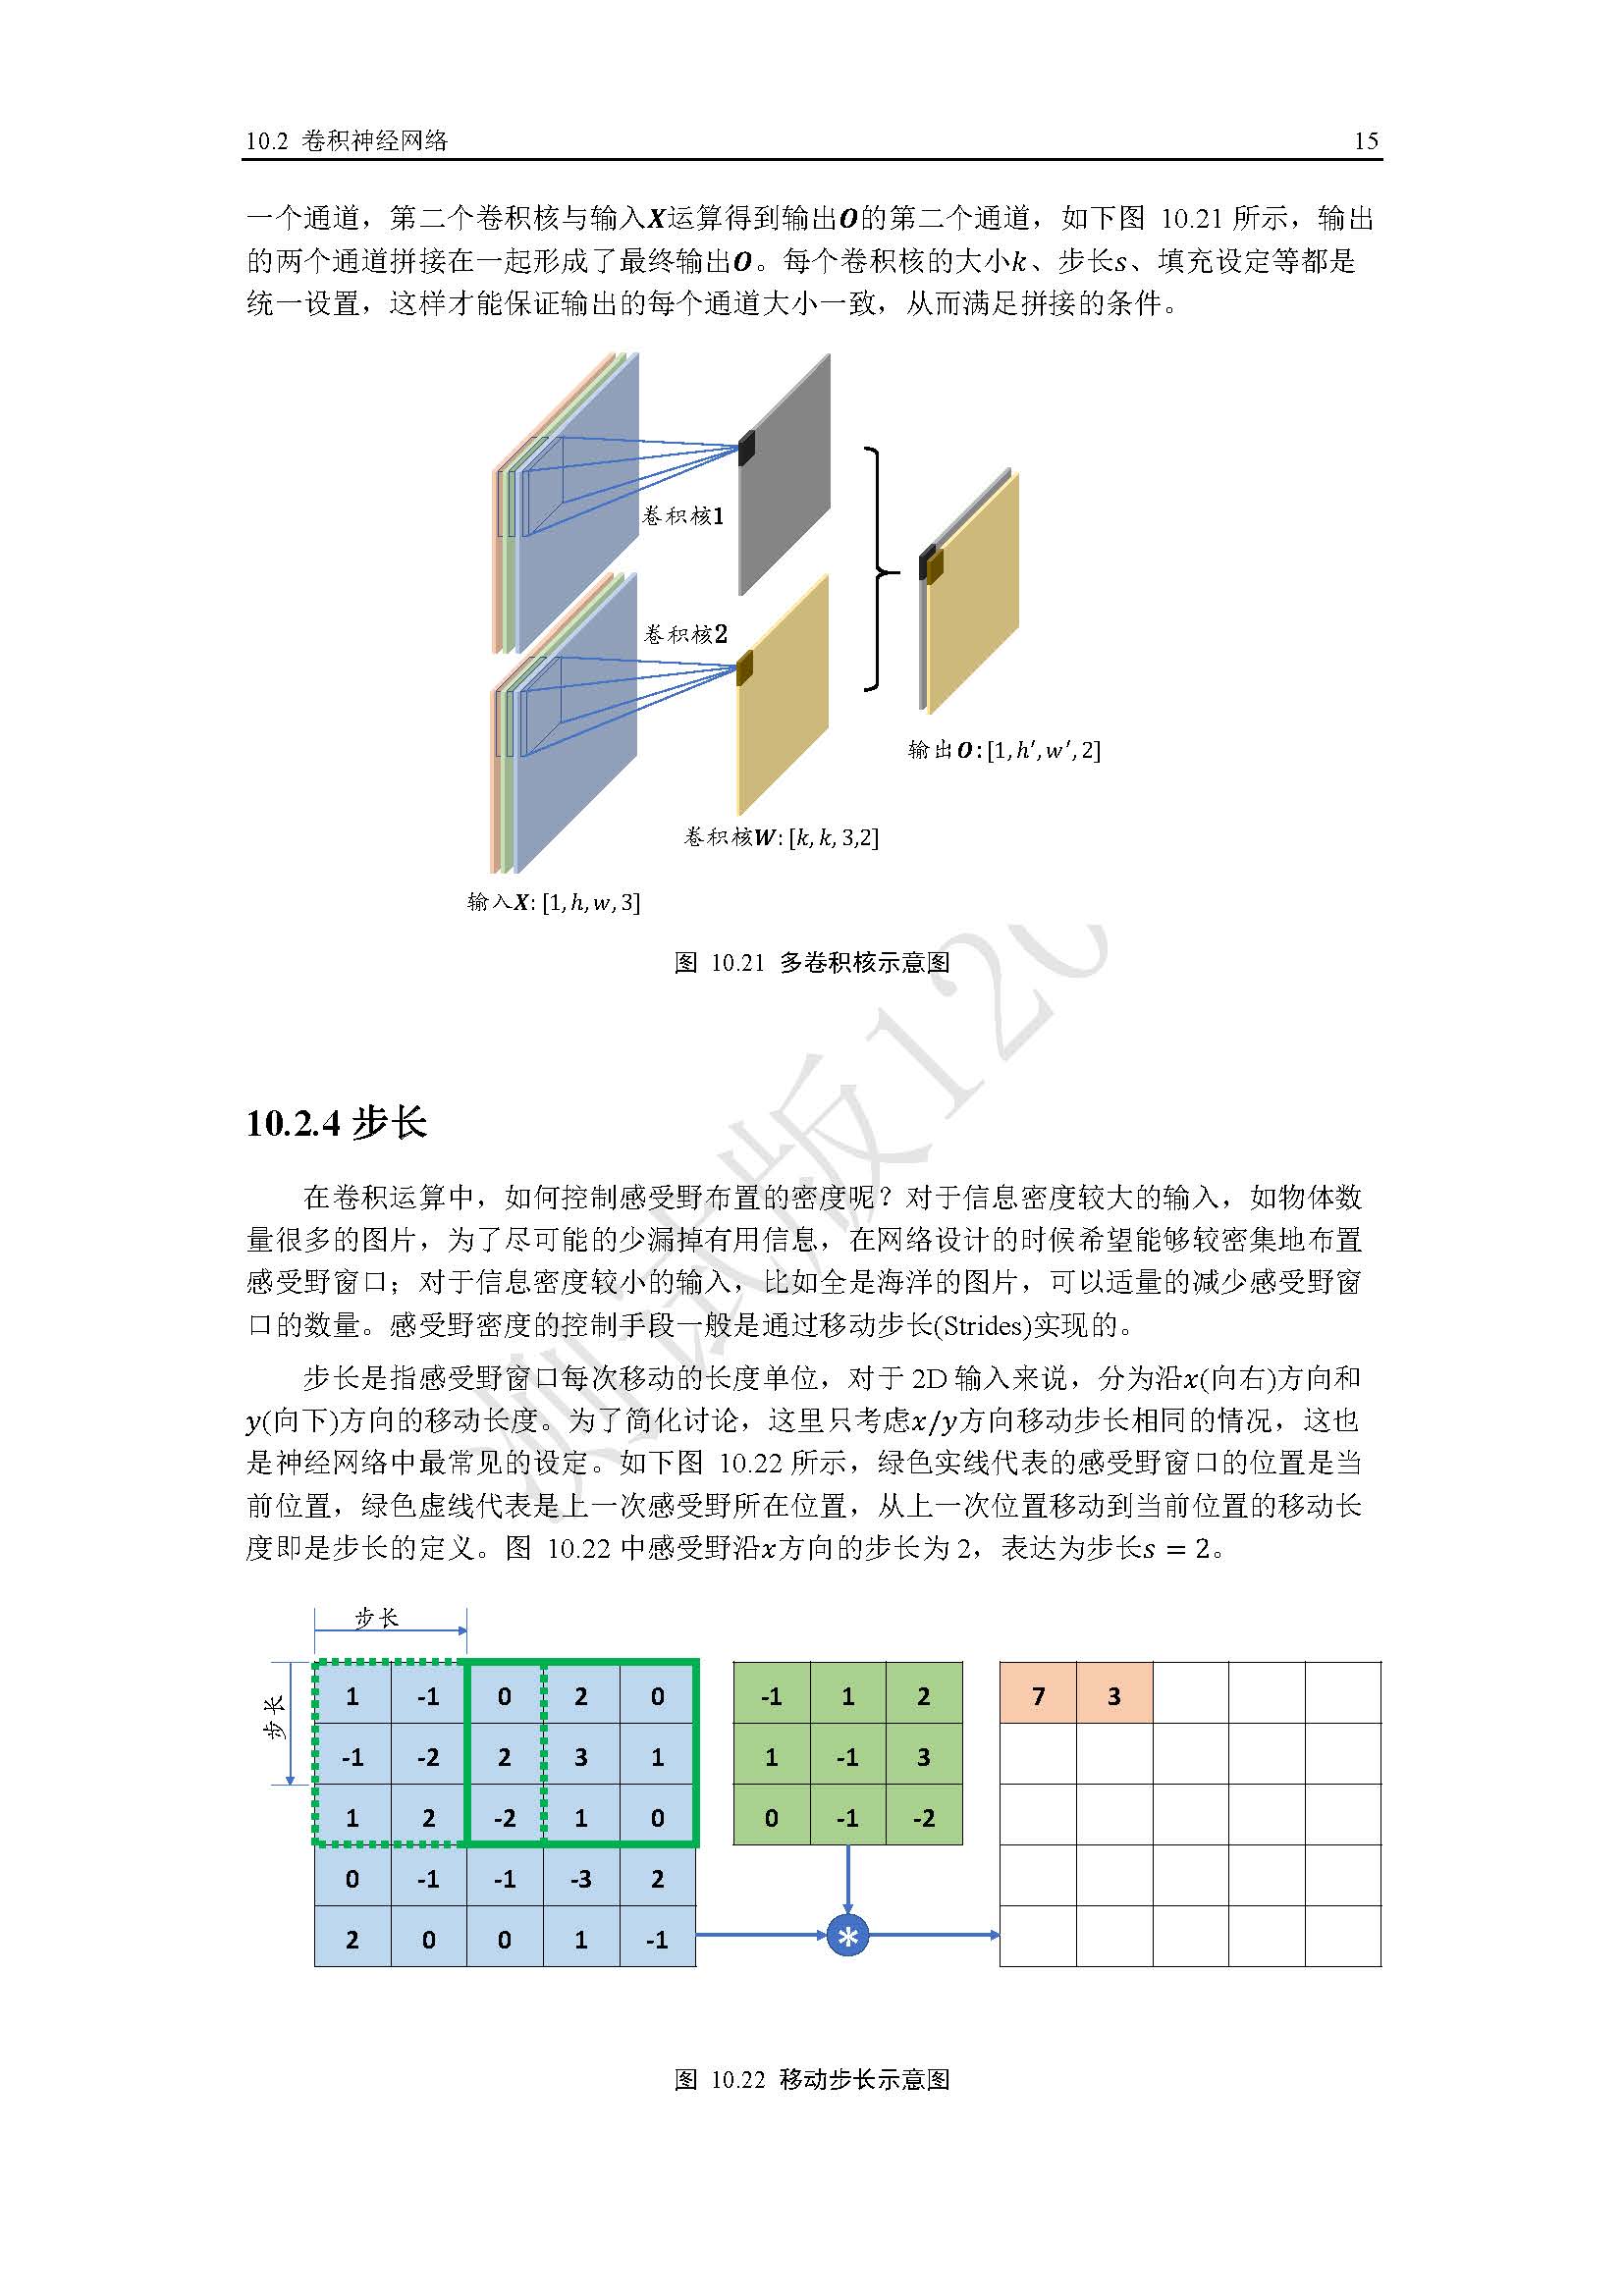 10.2 卷积神经网络 15
一个通道，第二个卷积核与输入X运算得到输出O的第二个通道，如下图 10.21 所示，输出
的两个通道拼接在一起形成了最终输出O。每个卷积核的大小k、步长s、填充设定等都是
统一设置，这样才能保证输出的每个通道大小一致，从而满足拼接的条件。
卷积核1
卷积核2
输出O:[1, h′, w′, 2]
卷积核W: [k, k, 3,2]
输入X: [1, h, w, 3]
图 10.21 多卷积核示意图
测试版120
10.2.4 步长
在卷积运算中，如何控制感受野布置的密度呢？对于信息密度较大的输入，如物体数
量很多的图片，为了尽可能的少漏掉有用信息，在网络设计的时候希望能够较密集地布置
感受野窗口；对于信息密度较小的输入，比如全是海洋的图片，可以适量的减少感受野窗
口的数量。感受野密度的控制手段一般是通过移动步长(Strides)实现的。
步长是指感受野窗口每次移动的长度单位，对于 2D 输入来说，分为沿x(向右)方向和
y(向下)方向的移动长度。为了简化讨论，这里只考虑x/y方向移动步长相同的情况，这也
是神经网络中最常见的设定。如下图 10.22 所示，绿色实线代表的感受野窗口的位置是当
前位置，绿色虚线代表是上一次感受野所在位置，从上一次位置移动到当前位置的移动长
度即是步长的定义。图 10.22 中感受野沿x方向的步长为 2，表达为步长s = 2。
步长
步长
1 -1 0 2 0
-1 -2 2 3 1
1 2 -2 1 0
0 -1 -1 -3 2
2 0 0 1 -1
-1 1 2
1 -1 3
0 -1 -2
*
7 3
图 10.22 移动步长示意图